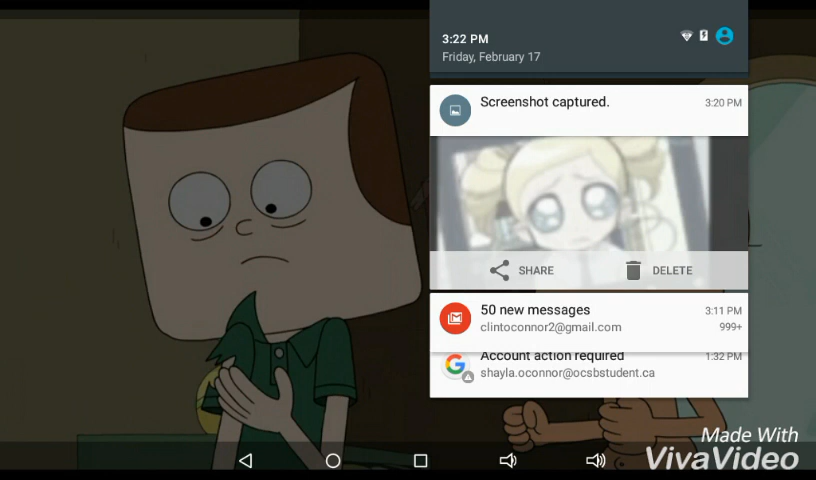 3:22 PM
Friday, February 17
Screenshot captured.
3:20 PM
SHARE
DELETE
50 new messages
3:11 PM
clintoconnor2@gmail.com
999+
Account action required
1:32 PM
shayla.oconnor@ocsbstudent.ca
Made With
VivaVideo